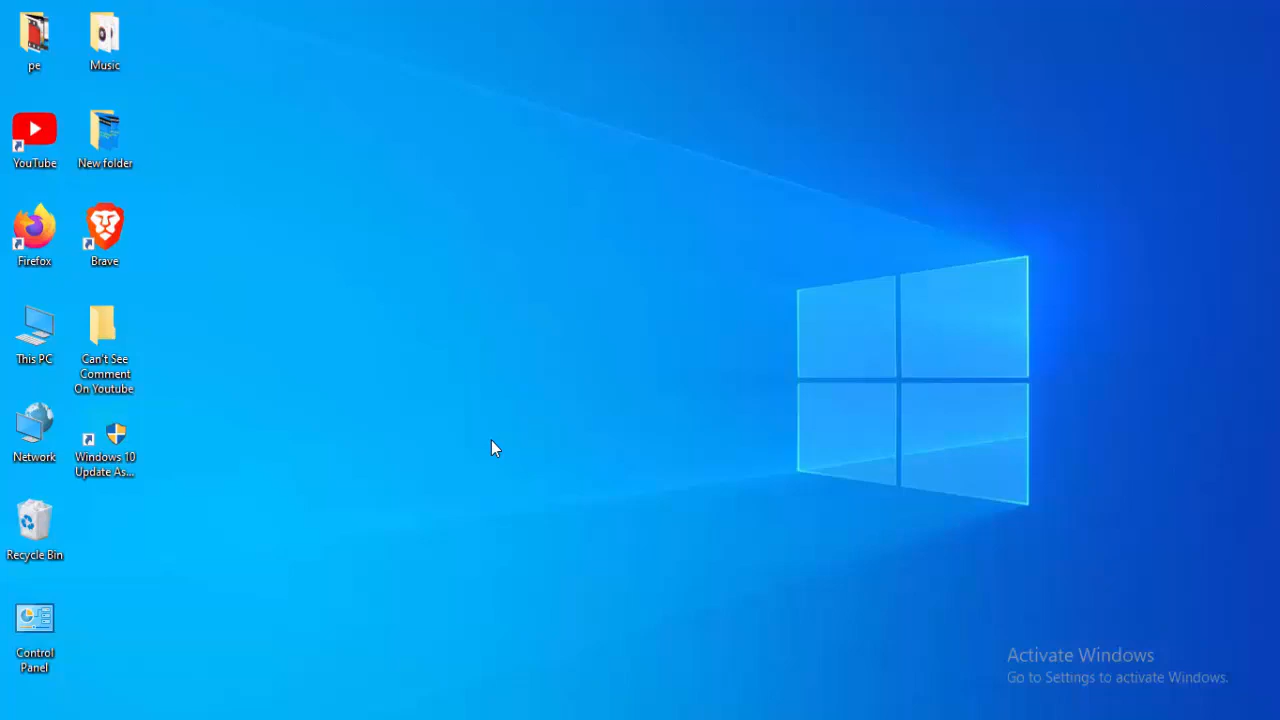 pe
Music
YouTube
New folder
Firefox
Brave
This PC
Can't See
Comment
On Youtube
Network
Windows 10
Update As...
Recycle Bin
Control
Panel
Activate Windows
Go to Settings to activate Windows.